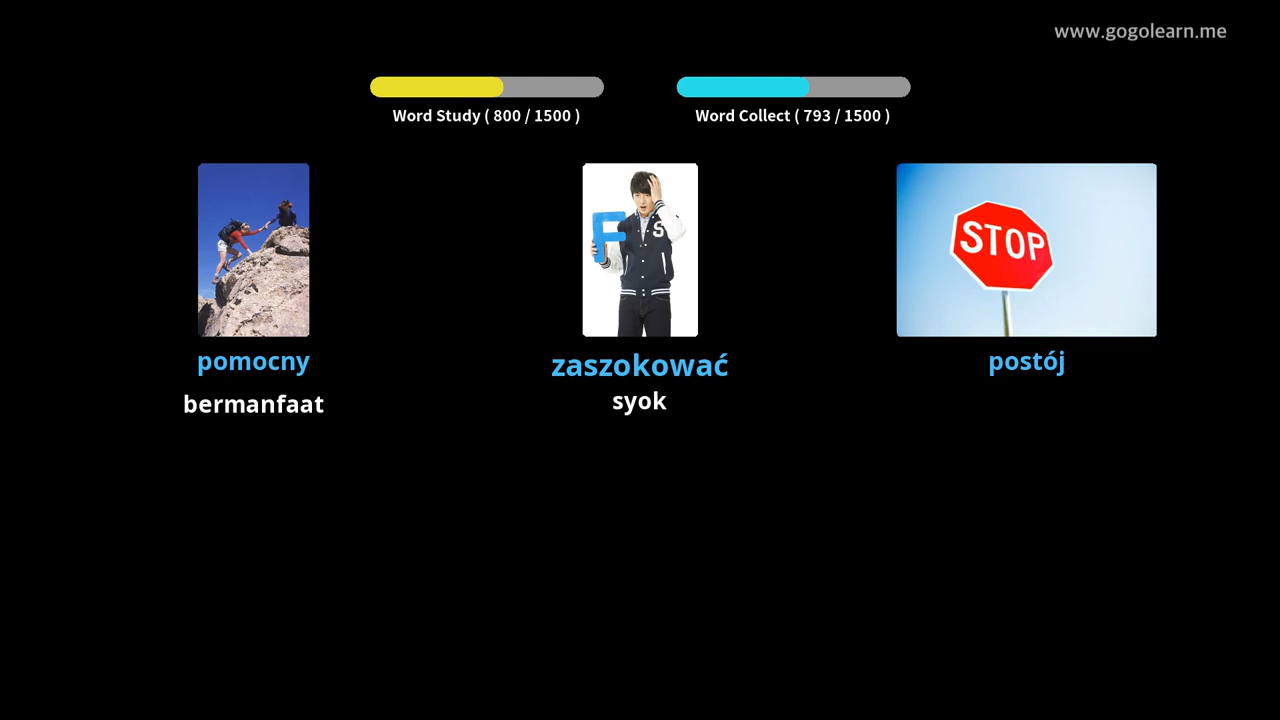 www.gogolearn.me
Word Study ( 800 / 1500 )
Word Collect ( 793 / 1500 )
F
S
STOP
pomocny
zaszokować
postój
bermanfaat
syok